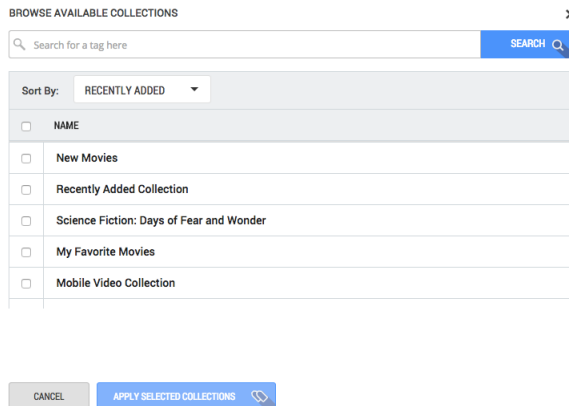 BROWSE AVAILABLE COLLECTIONS
Search for a tag here
SEARCH
Sort By: RECENTLY ADDED
NAME
New Movies
Recently Added Collection
Science Fiction: Days of Fear and Wonder
My Favorite Movies
Mobile Video Collection
CANCEL APPLY SELECTED COLLECTIONS